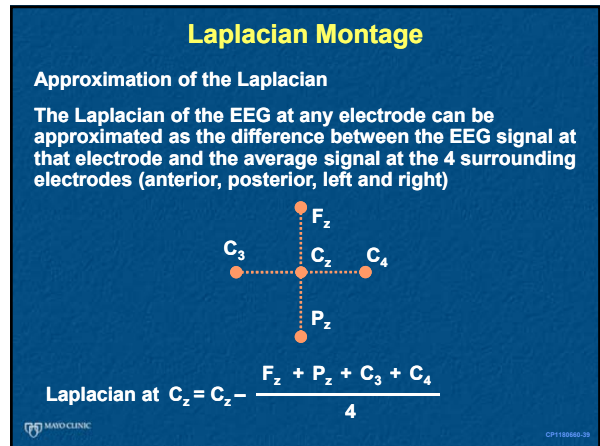 Laplacian Montage
Approximation of the Laplacian
The Laplacian of the EEG at any electrode can be
approximated as the difference between the EEG signal at
that electrode and the average signal at the 4 surrounding
electrodes (anterior, posterior, left and right)
Fz
C3 Cz C4
Pz
Fz + Pz + C3 + C4
Laplacian at Cz = Cz –
4
MAYO CLINIC
CP1180660-39